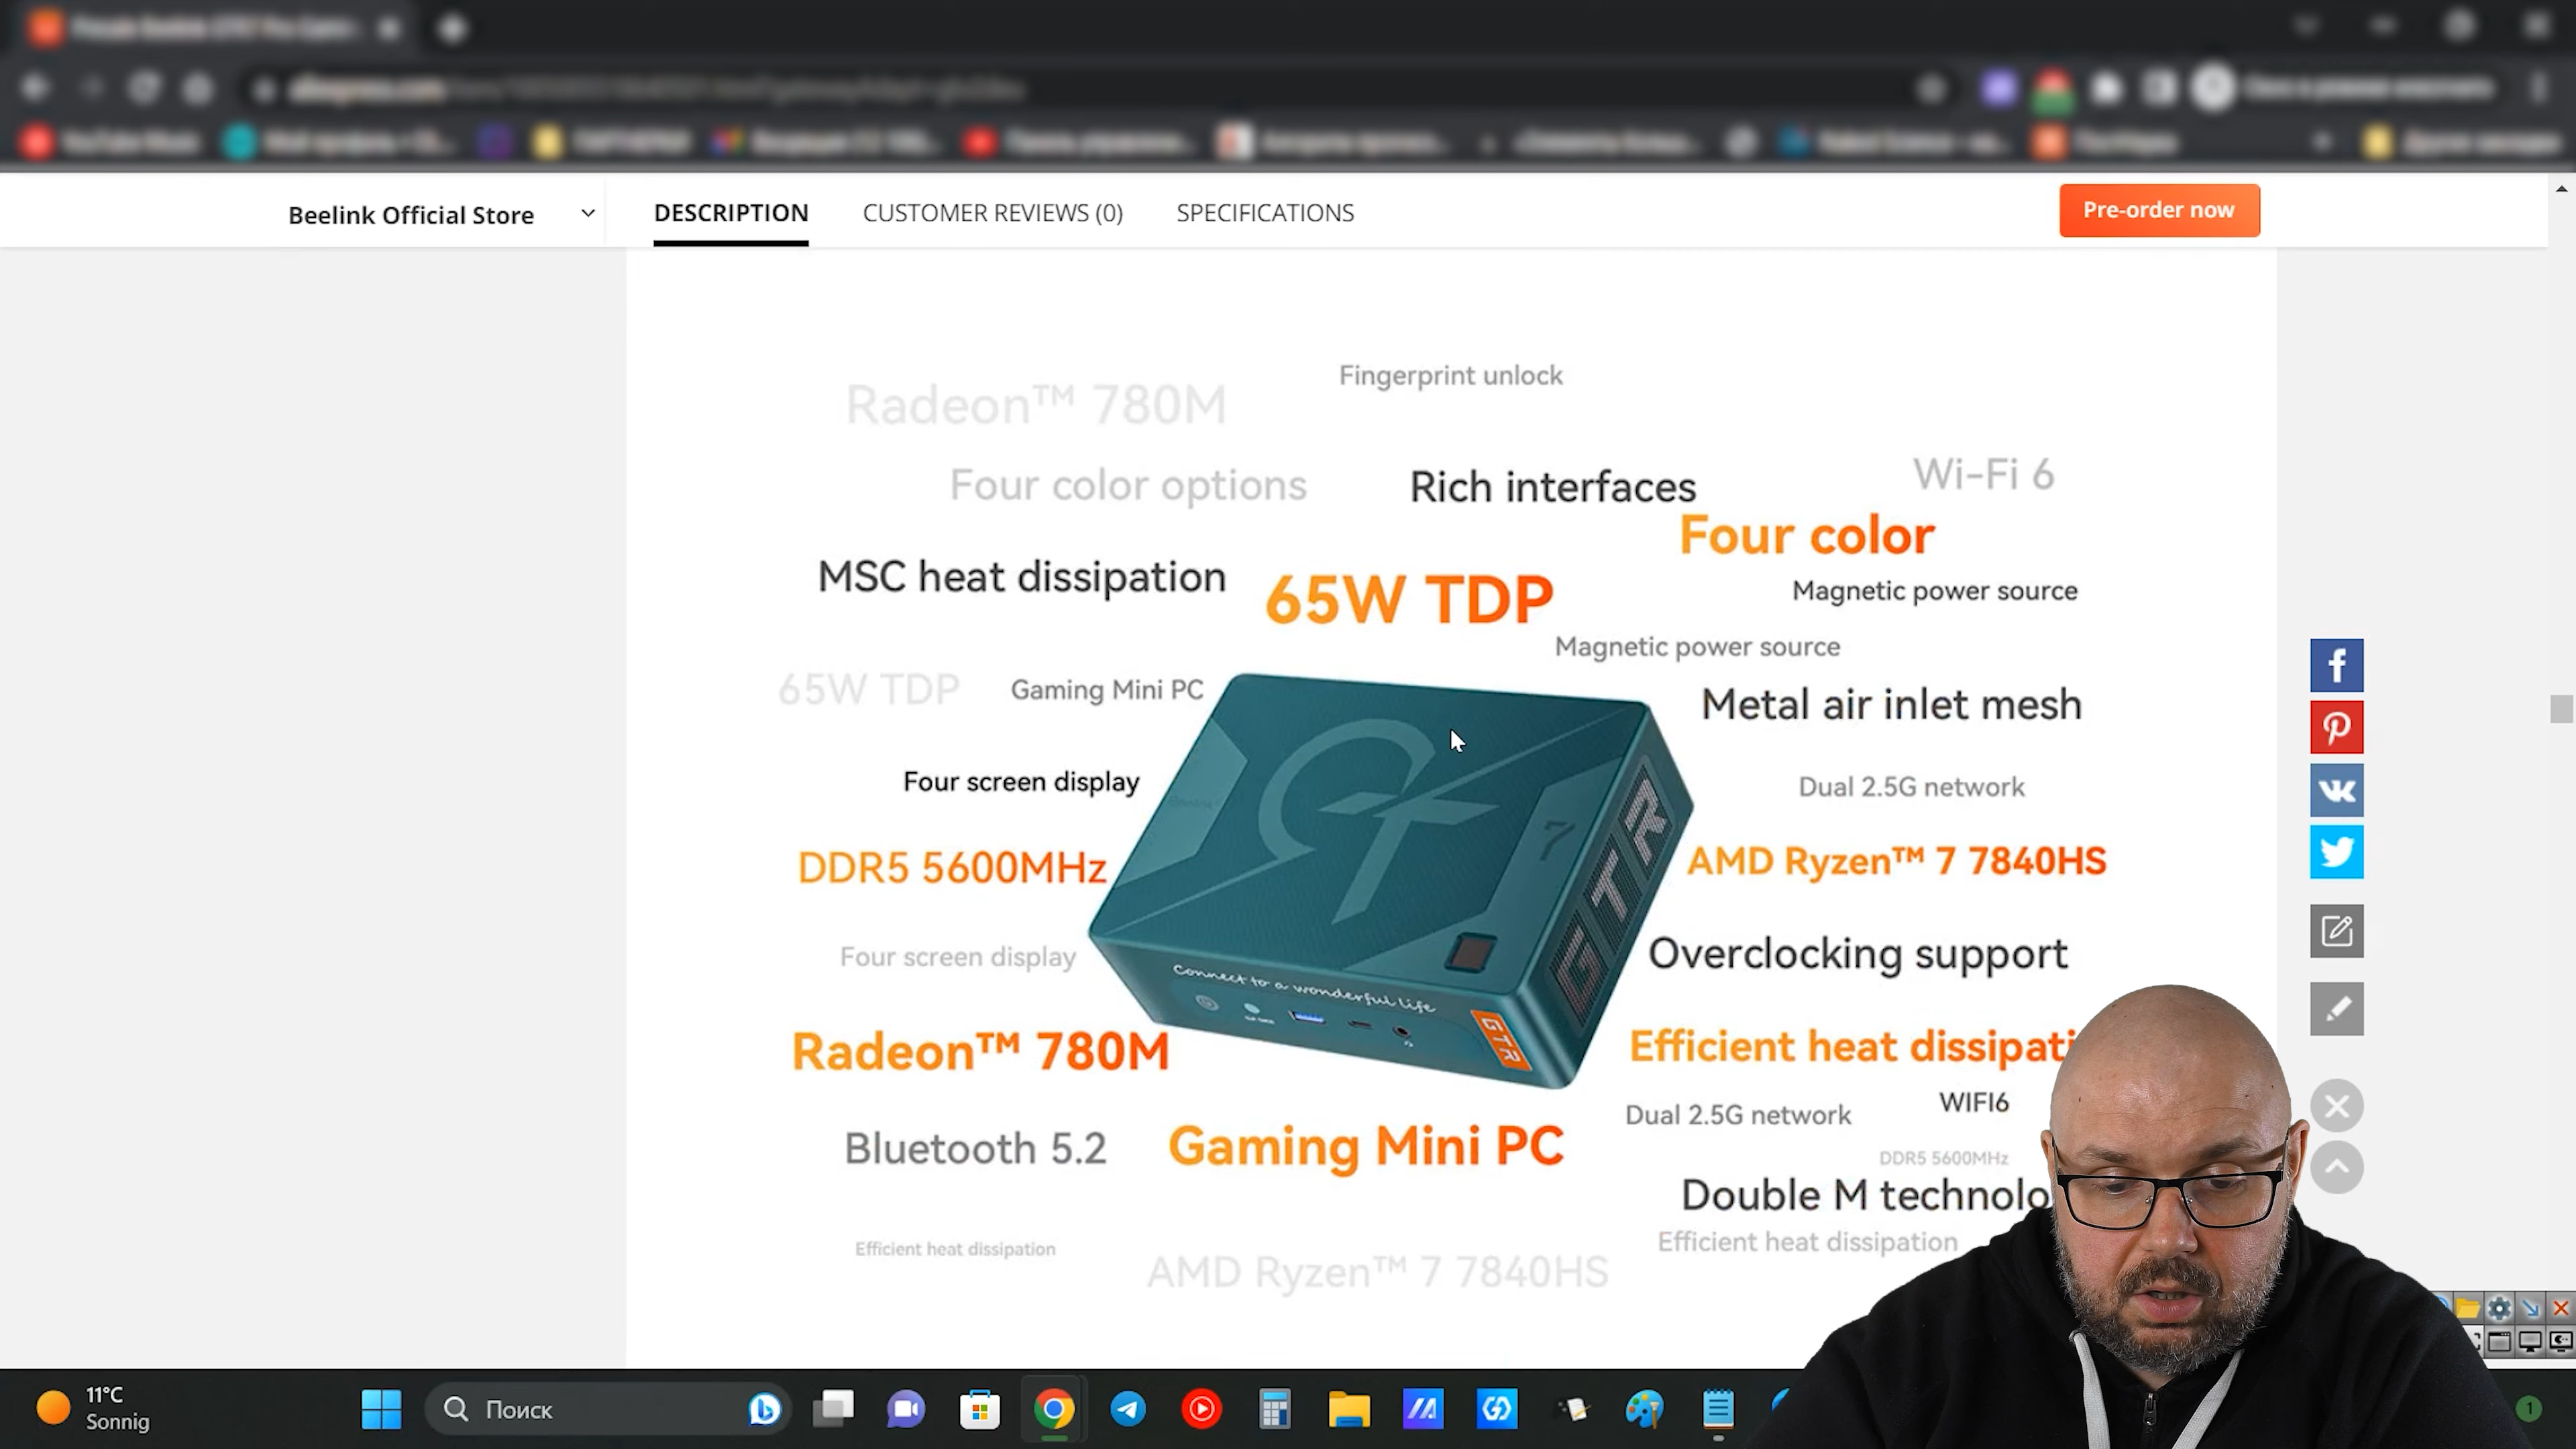 Beelink Official Store
DESCRIPTION
CUSTOMER REVIEWS (0)
SPECIFICATIONS
Pre-order now
Fingerprint unlock
Radeon™ 780M
Four color options
Rich interfaces
Wi-Fi 6
Four color
MSC heat dissipation
65W TDP
Magnetic power source
Magnetic power source
65W TDP
Gaming Mini PC
Metal air inlet mesh
Four screen display
Dual 2.5G network
DDR5 5600MHz
AMD Ryzen™ 7 7840HS
7
GTR
Four screen display
Overclocking support
Connect to a wonderful life
GTR
Radeon™ 780M
Efficient heat dissipati
Dual 2.5G network
WIFI6
Bluetooth 5.2
Gaming Mini PC
DDR5 5600MHz
Double M technolo
Efficient heat dissipation
Efficient heat dissipation
AMD Ryzen™ 7 7840HS
11°C
Sonnig
Поиск
1